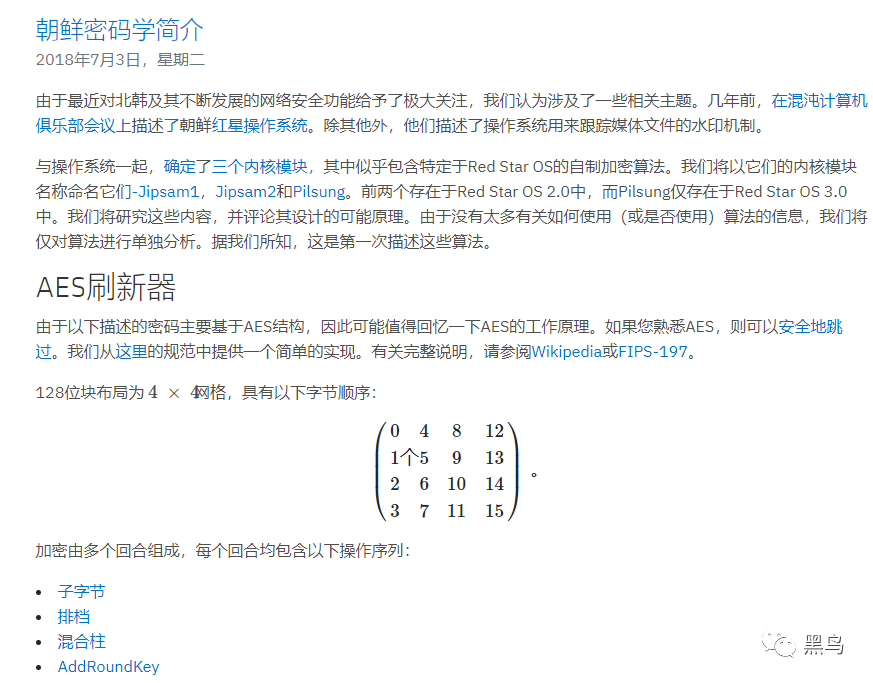 朝鲜密码学简介
2018年7月3日，星期二
由于最近对北韩及其不断发展的网络安全功能给予了极大关注，我们认为涉及了一些相关主题。几年前，在混沌计算机
俱乐部会议上描述了朝鲜红星操作系统。除其他外，他们描述了操作系统用来跟踪媒体文件的水印机制。
与操作系统一起，确定了三个内核模块，其中似乎包含特定于Red Star OS的自制加密算法。我们将以它们的内核模块
名称命名它们-Jipsam1，Jipsam2和Pilsung。前两个存在于Red Star OS 2.0中，而Pilsung仅存在于Red Star OS 3.0
中。我们将研究这些内容，并评论其设计的可能原理。由于没有太多有关如何使用（或是否使用）算法的信息，我们将
仅对算法进行单独分析。据我们所知，这是第一次描述这些算法。
AES刷新器
由于以下描述的密码主要基于AES结构，因此可能值得回忆一下AES的工作原理。如果您熟悉AES，则可以安全地跳
过。我们从这里的规范中提供一个简单的实现。有关完整说明，请参阅Wikipedia或FIPS-197。
128位块布局为 4 × 4网格，具有以下字节顺序：
0 4 8 12
1个5 9 13
2 6 10 14
3 7 11 15
。
加密由多个回合组成，每个回合均包含以下操作序列：
• 子字节
• 排档
• 混合柱
• AddRoundKey
黑鸟